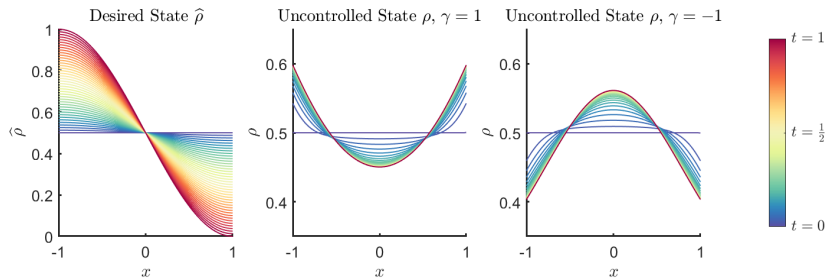 Desired State ρ̂
Uncontrolled State ρ, γ = 1
Uncontrolled State ρ, γ = −1
1
0.8
0.6
0.4
0.2
0
ρ̂
-1
0
1
x
0.6
0.5
0.4
ρ
-1
0
1
x
0.6
0.5
0.4
ρ
-1
0
1
x
t = 1
t = 1/2
t = 0